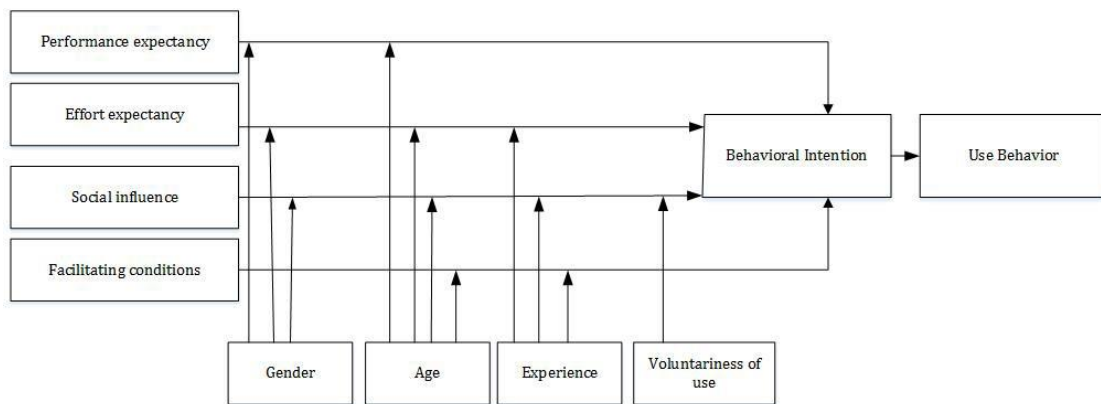 Performance expectancy
Effort expectancy
Behavioral Intention
Use Behavior
Social influence
Facilitating conditions
Gender
Age
Experience
Voluntariness of
use